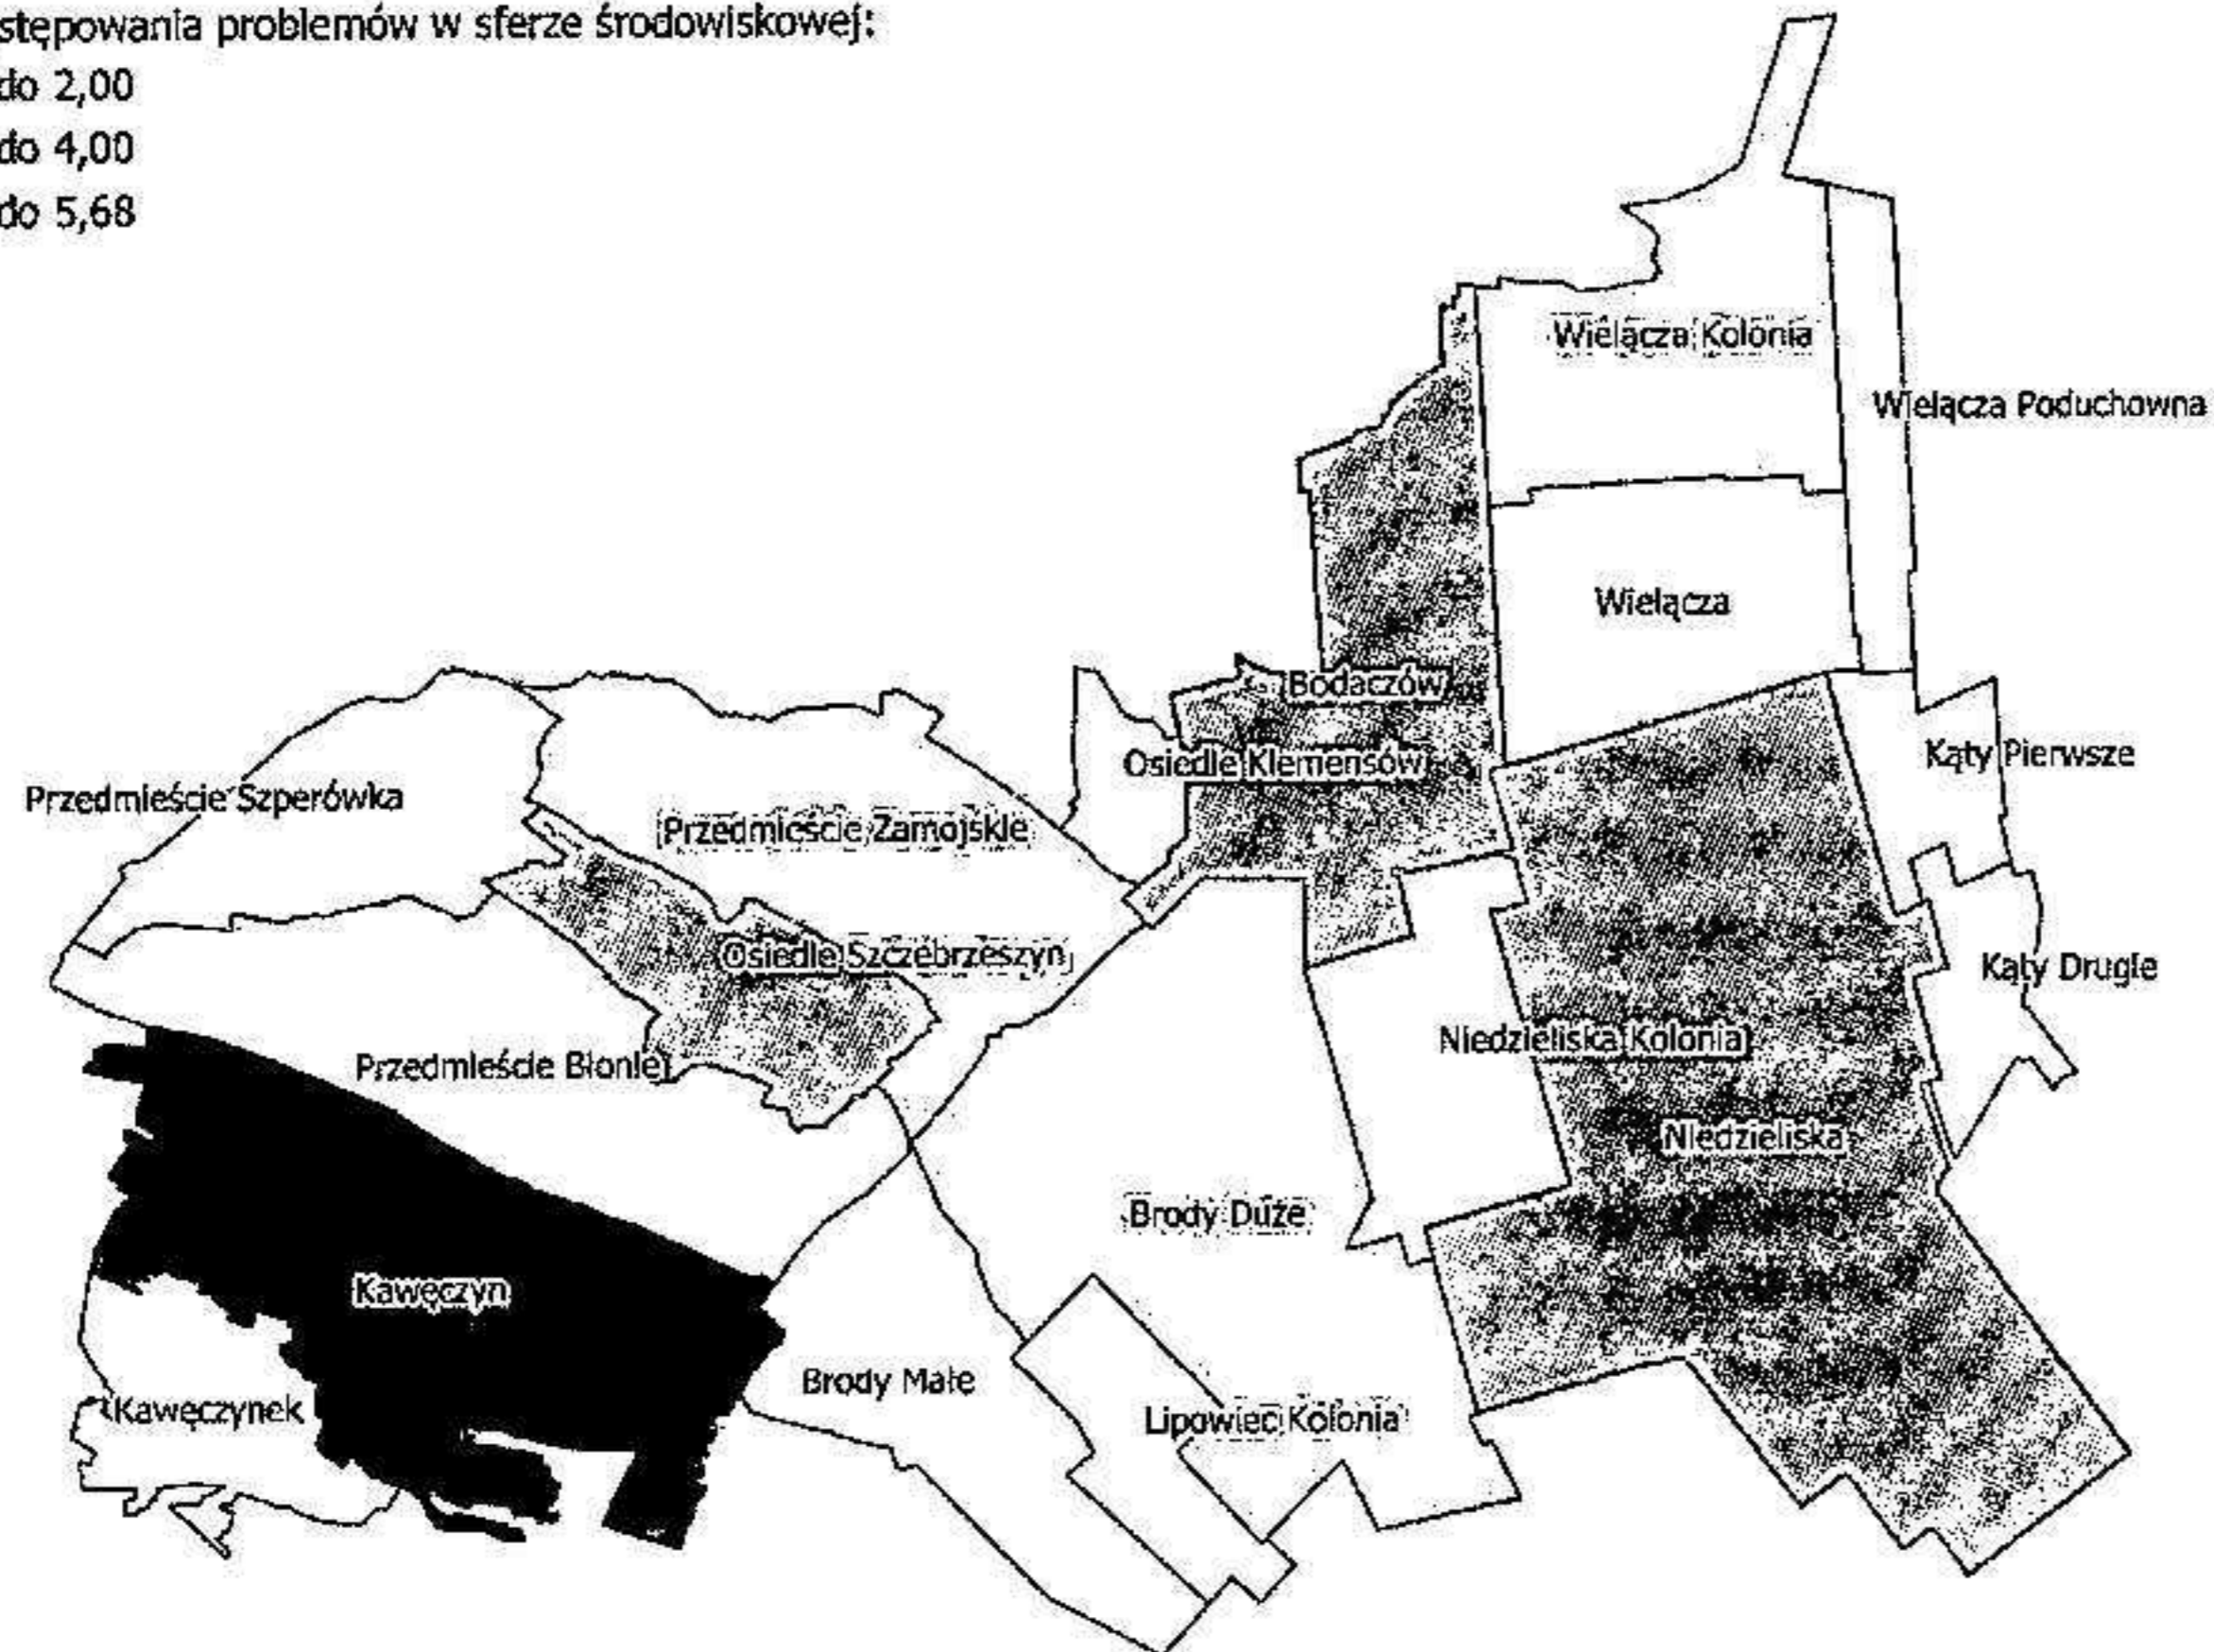 stępowania problemów w sferze środowiskowej:
do 2,00
do 4,00
do 5,68
Wielącza Kolonia
Wielącza Poduchowna
Wielącza
Bodaczów
Osiedle Klemensów
Kąty Pierwsze
Przedmieście Szperówka
Przedmieście Zamojskie
Osiedle Szczebrzeszyn
Kąty Drugie
Niedzieliska Kolonia
Przedmieście Błonie
Niedzieliska
Brody Duże
Kawęczyn
Brody Małe
Kawęczynek
Lipowiec Kolonia